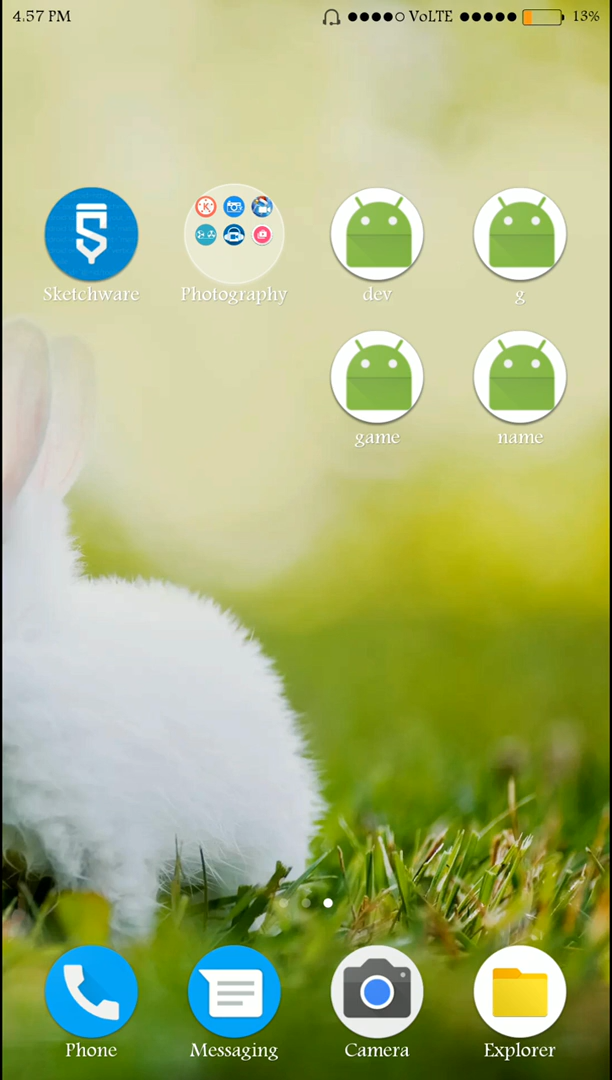 4.57 PM VoLTE 13%
Sketchware Photography dev g
game name
Phone Messaging Camera Explorer